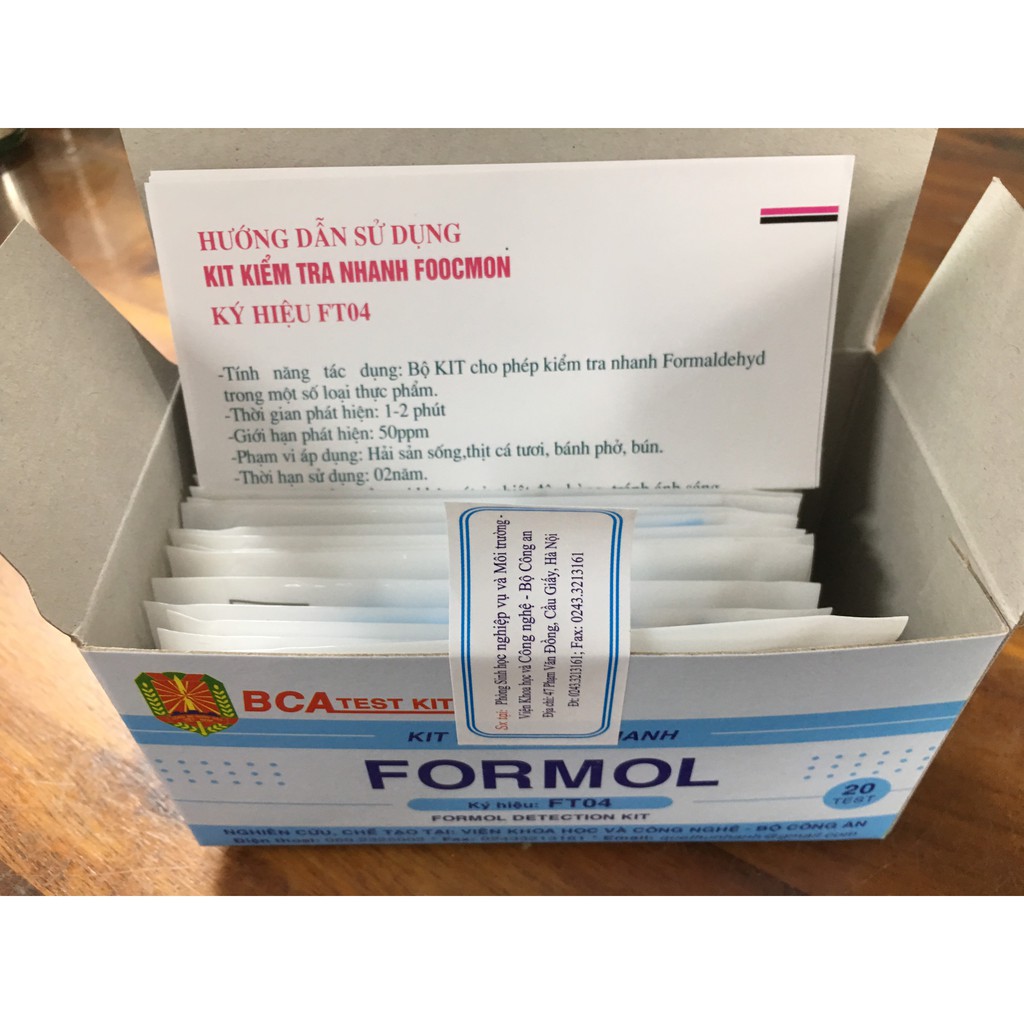 HƯỚNG DẪN SỬ DỤNG
KIT KIỂM TRA NHANH FOOCMON
KÝ HIỆU FT04
-Tính năng tác dụng: Bộ KIT cho phép kiểm tra nhanh Formaldehyd
trong một số loại thực phẩm.
-Thời gian phát hiện: 1-2 phút
-Giới hạn phát hiện: 50ppm
-Phạm vi áp dụng: Hải sản sống,thịt cá tươi, bánh phở, bún.
-Thời hạn sử dụng: 02năm.
tránh ánh sáng
Sx tại: Phòng Sinh học nghiệp vụ và Môi trường -
Viện Khoa học và Công nghệ - Bộ Công an
Địa chỉ: 47 Phạm Văn Đồng, Cầu Giấy, Hà Nội
Đt: 0243.3213161; Fax: 0243.3213161
BCA TEST KIT
KIT
FORMOL
Ký hiệu: FT04
20
TEST
FORMOL DETECTION KIT
NGHIÊN CỨU, CHẾ TẠO TẠI: VIỆN KHOA HỌC VÀ CÔNG NGHỆ - BỘ CÔNG AN